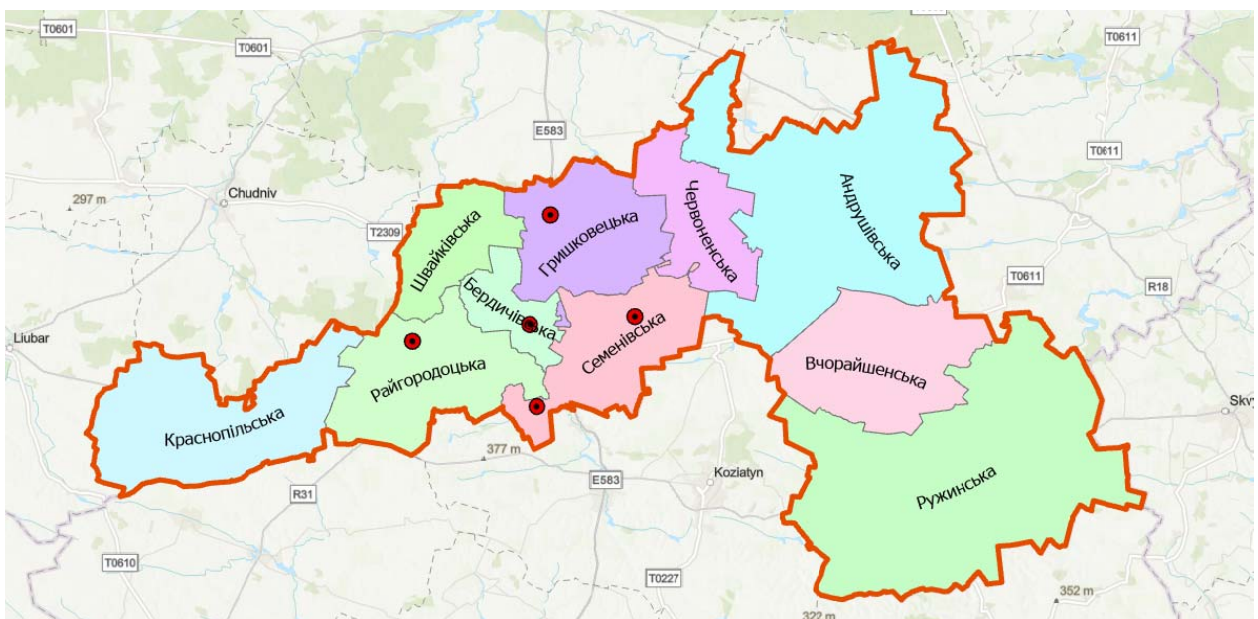 T0601
T0601
T0611
E583
T0611
T0611
297 m
Chudniv
T2309
Швайківська
Гришковецька
Червоненська
Андрушівська
T0611
R18
Бердичівська
Liubar
Семенівська
Райгородоцька
Вчорайшенська
Краснопільська
Skvy
377 m
Koziatyn
E583
R31
Ружинська
T0610
T0227
352 m
322 m